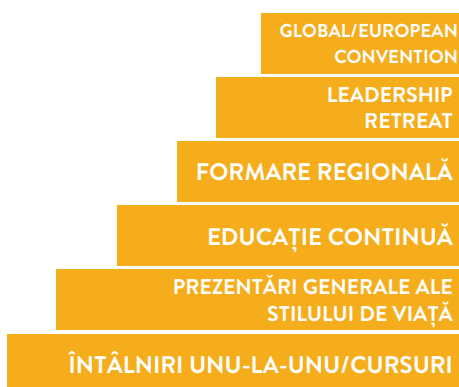 GLOBAL/EUROPEAN
CONVENTION
LEADERSHIP
RETREAT
FORMARE REGIONALĂ
EDUCAȚIE CONTINUĂ
PREZENTĂRI GENERALE ALE
STILULUI DE VIAȚĂ
ÎNTÂLNIRI UNU-LA-UNU/CURSURI